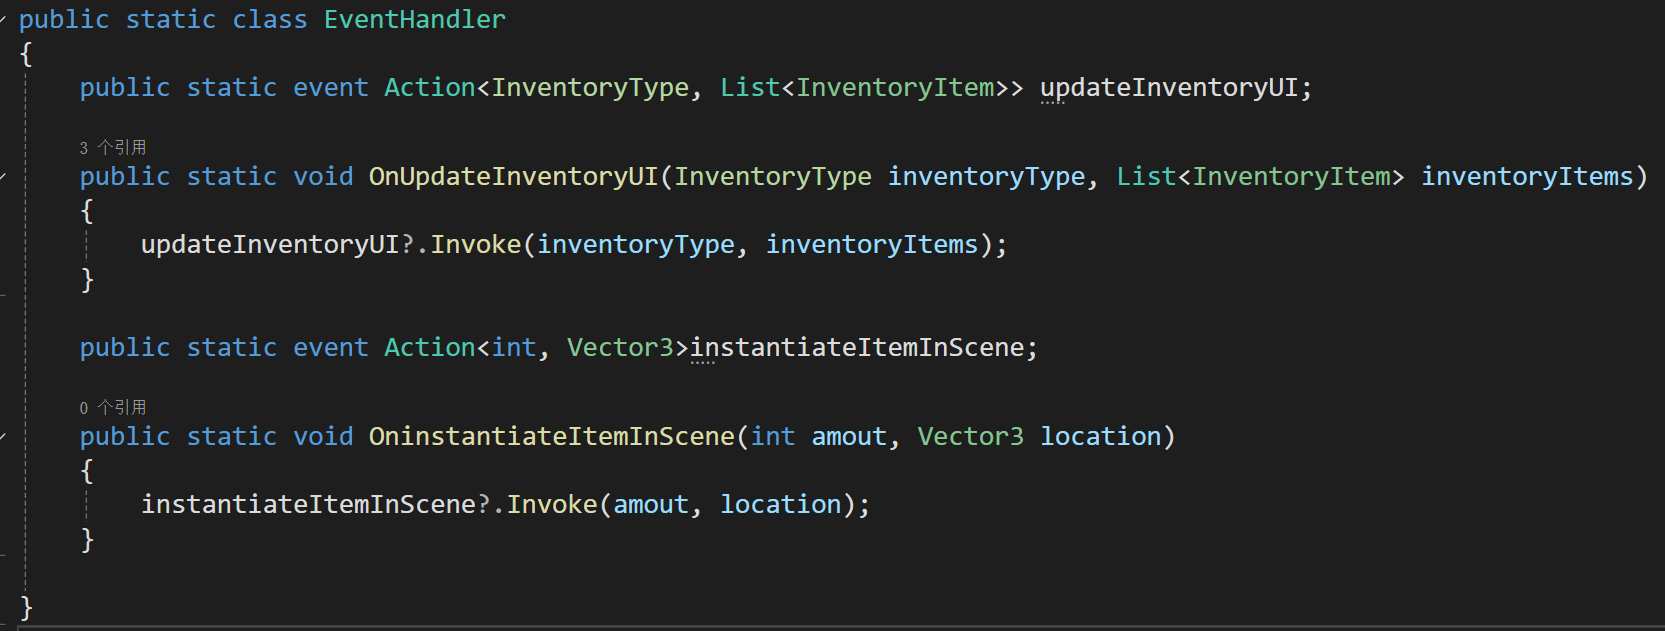 public static class EventHandler
{
public static event Action<InventoryType, List<InventoryItem>> updateInventoryUI;
3 个引用
public static void OnUpdateInventoryUI(InventoryType inventoryType, List<InventoryItem> inventoryItems)
{
updateInventoryUI?.Invoke(inventoryType, inventoryItems);
}
public static event Action<int, Vector3>instantiateItemInScene;
0 个引用
public static void OninstantiateItemInScene(int amout, Vector3 location)
{
instantiateItemInScene?.Invoke(amout, location);
}
}